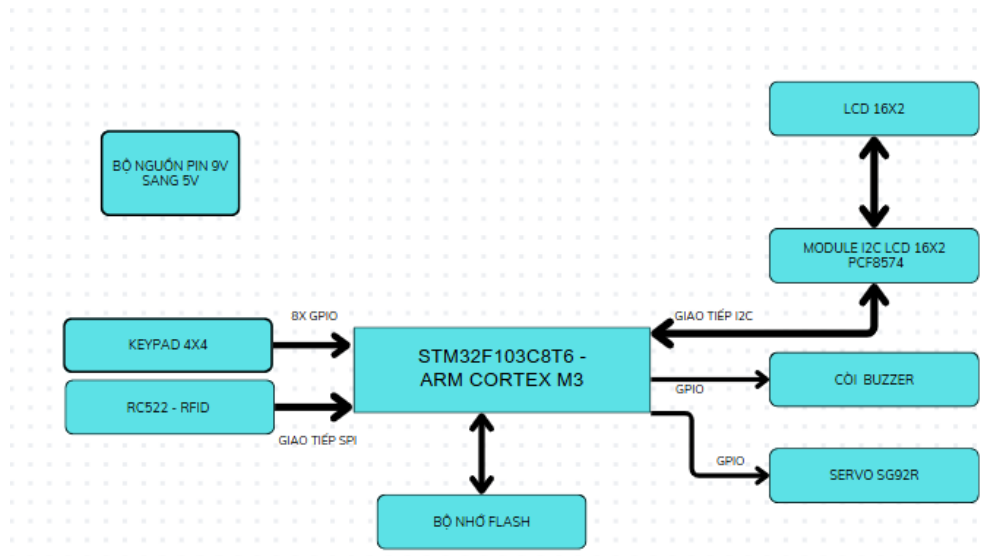 LCD 16X2
BỘ NGUỒN PIN 9V
SANG 5V
MODULE I2C LCD 16X2
PCF8574
8X GPIO
GIAO TIẾP I2C
KEYPAD 4X4
STM32F103C8T6 -
ARM CORTEX M3
CÒI BUZZER
GPIO
RC522 - RFID
GIAO TIẾP SPI
GPIO
SERVO SG92R
BỘ NHỚ FLASH